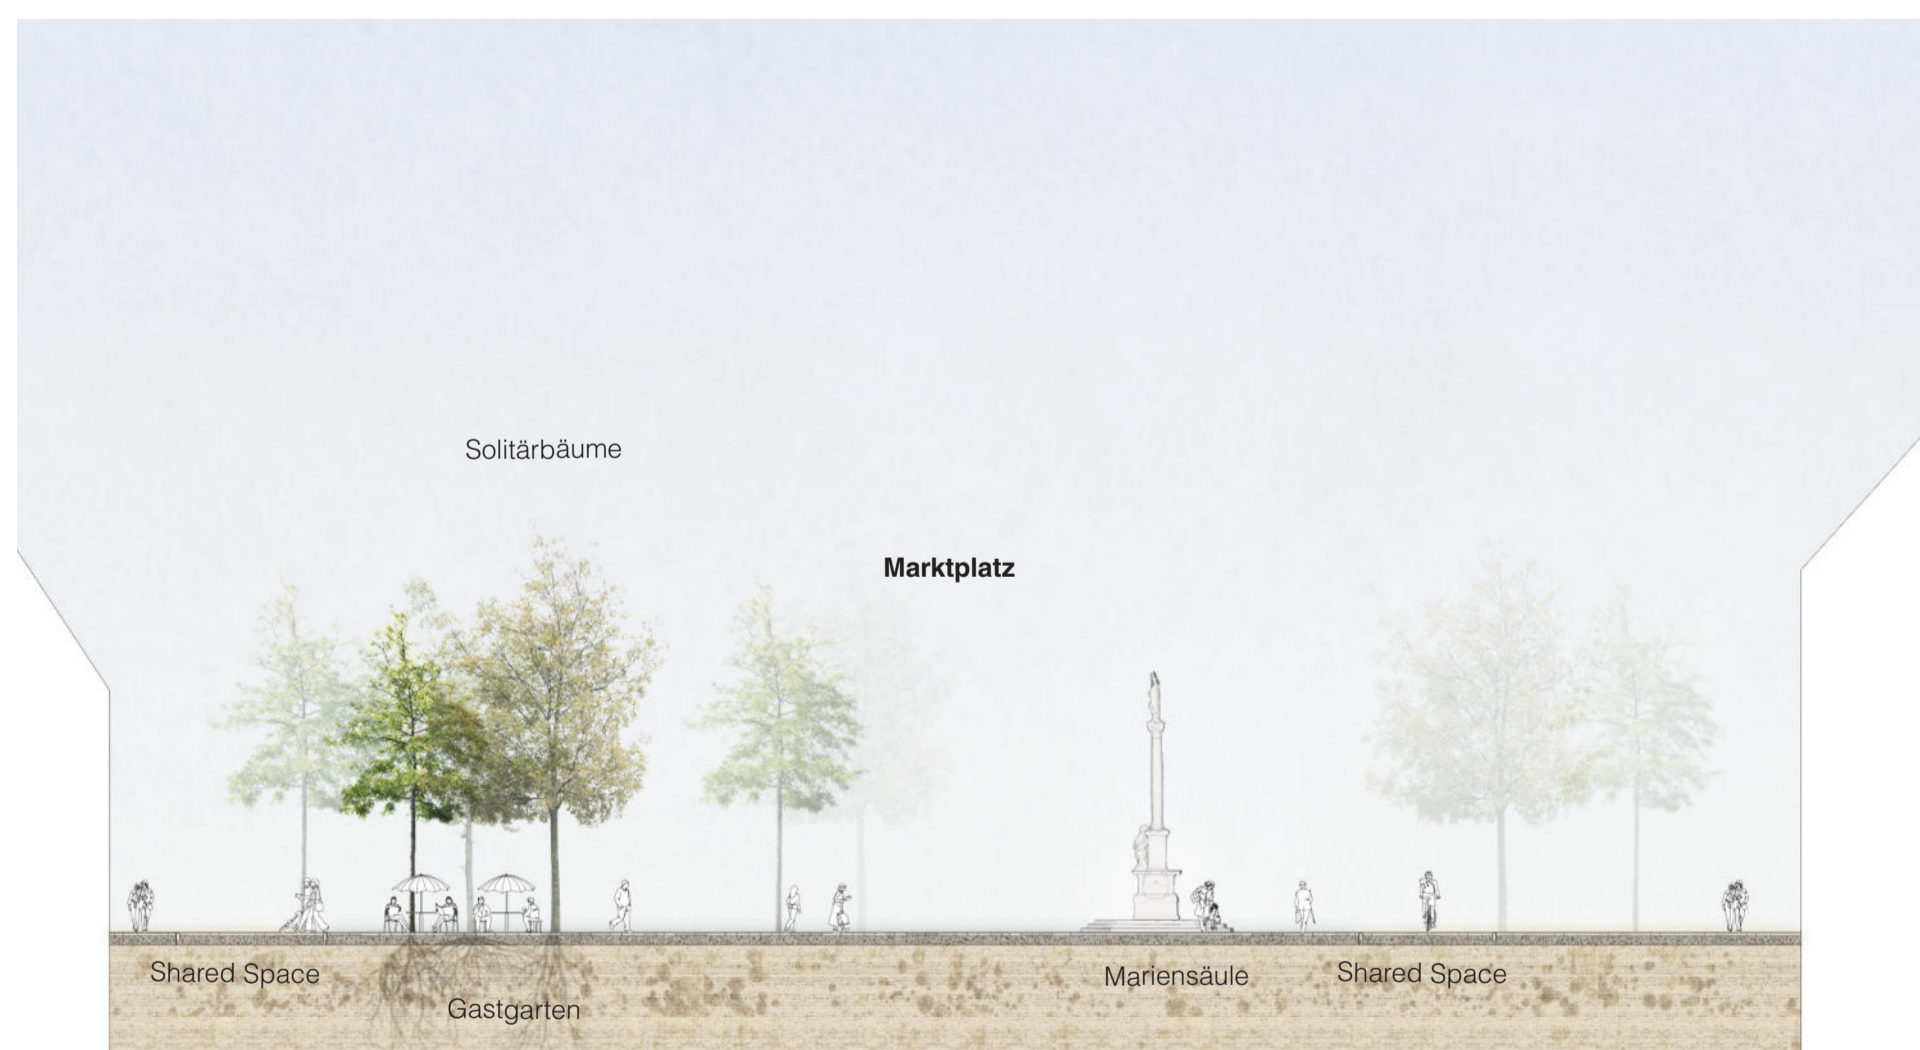 Solitärbäume
Marktplatz
Shared Space
Gastgarten
Mariensäule
Shared Space